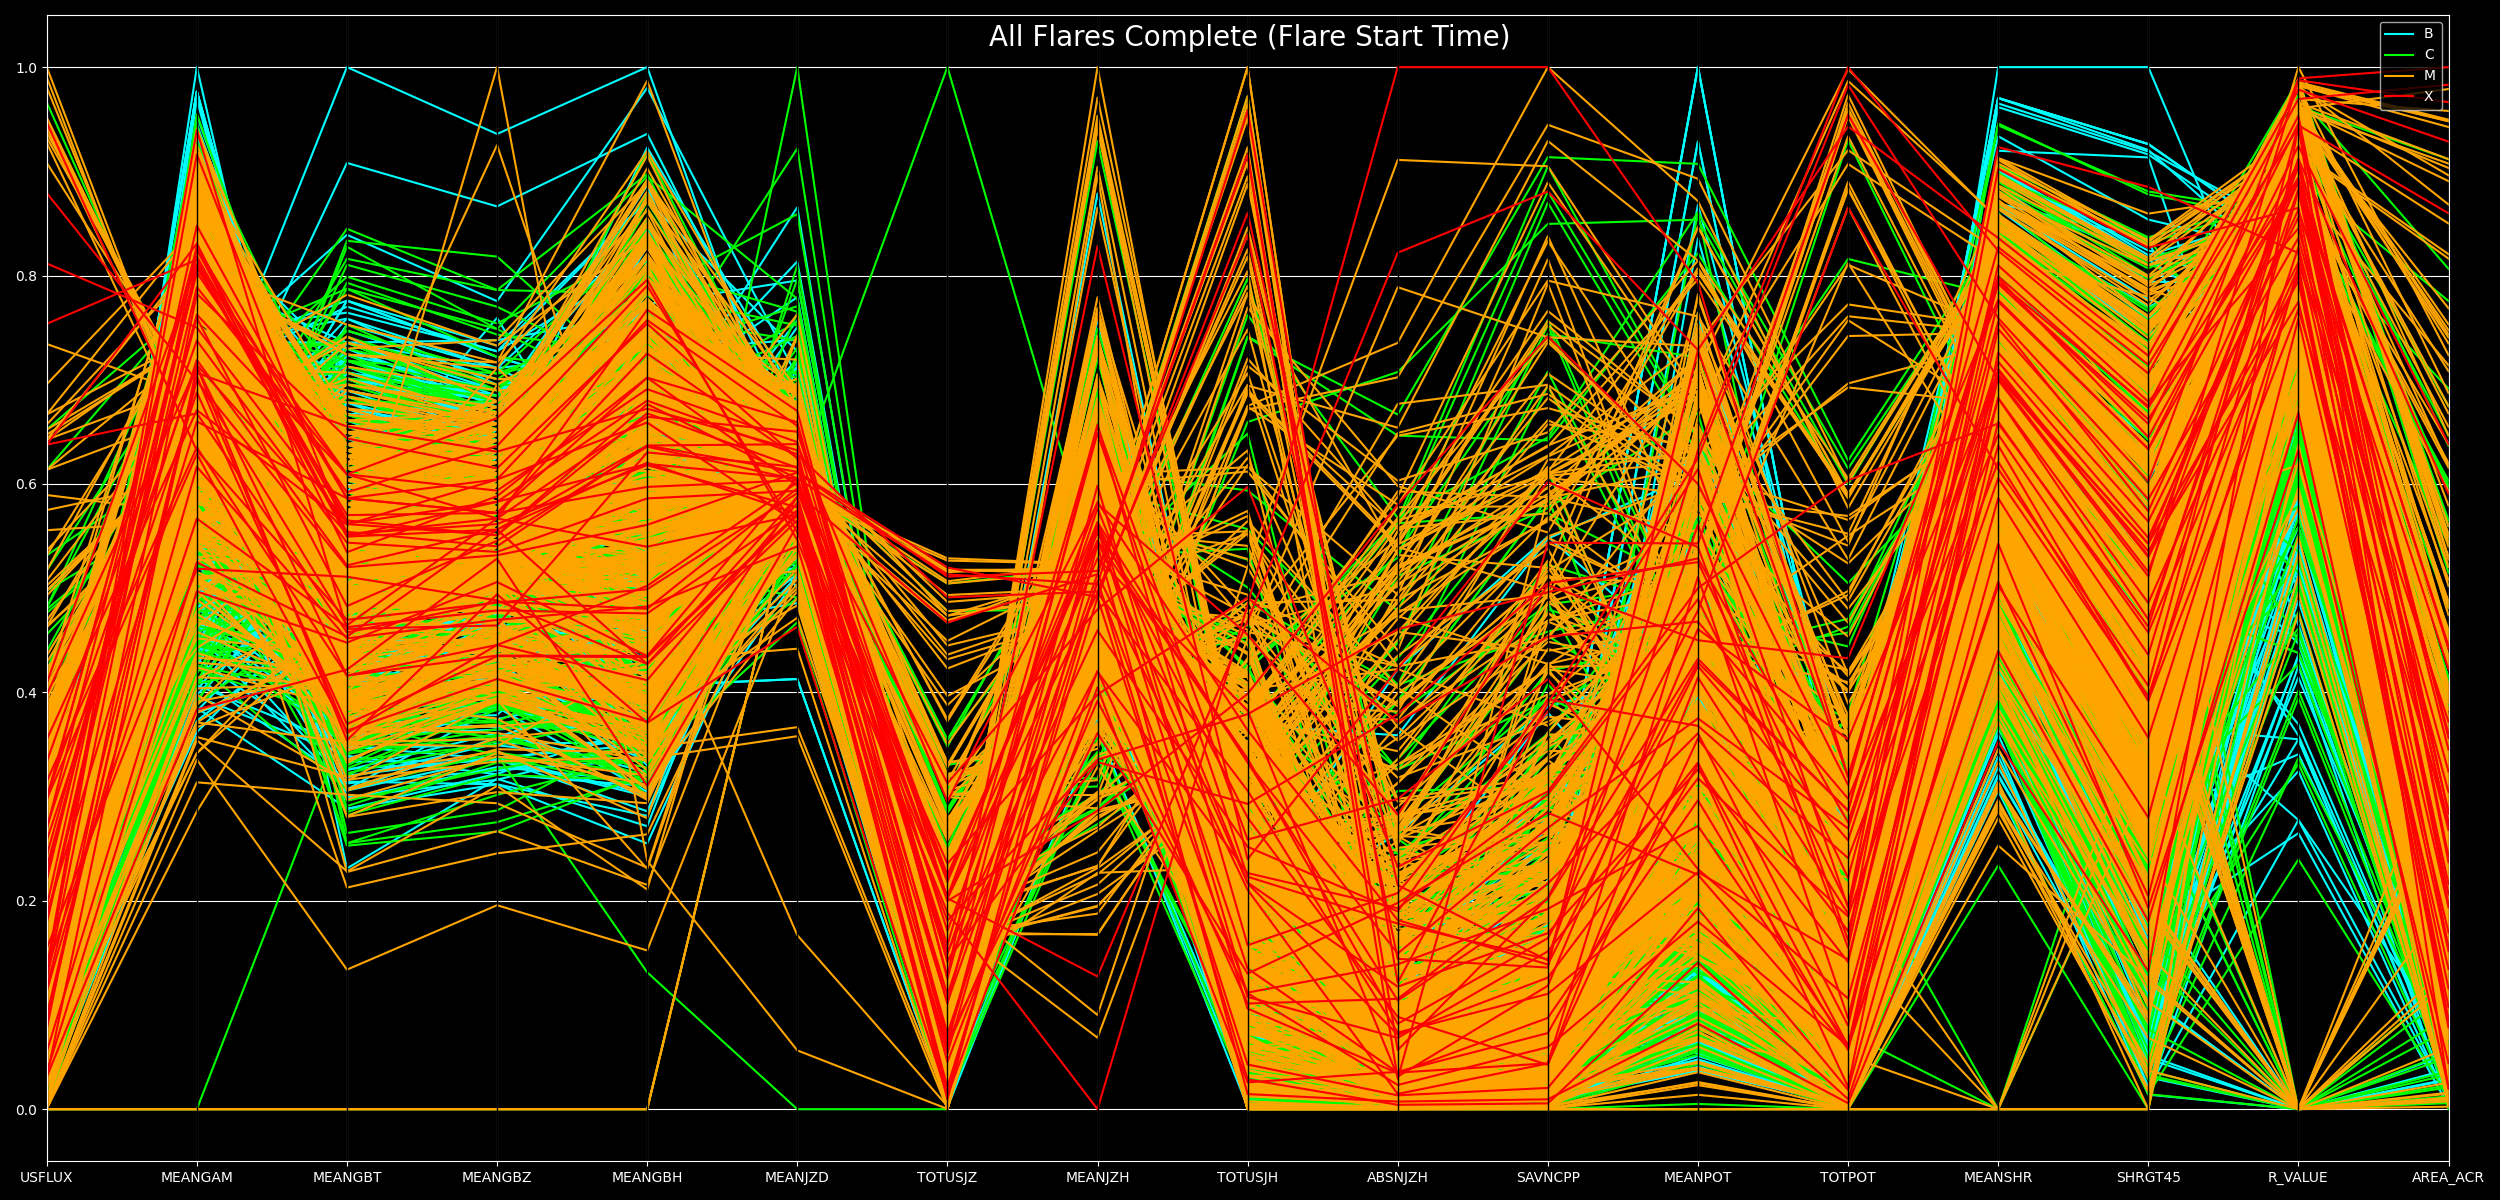 All Flares Complete (Flare Start Time)
B
C
M
X
1.0
0.8
0.6
0.4
0.2
0.0
USFLUX MEANGAM MEANGBT MEANGBZ MEANGBH MEANJZD TOTUSJZ MEANJZH TOTUSJH ABSNJZH SAVNCPP MEANPOT TOTPOT MEANSHR SHRGT45 R_VALUE AREA_ACR